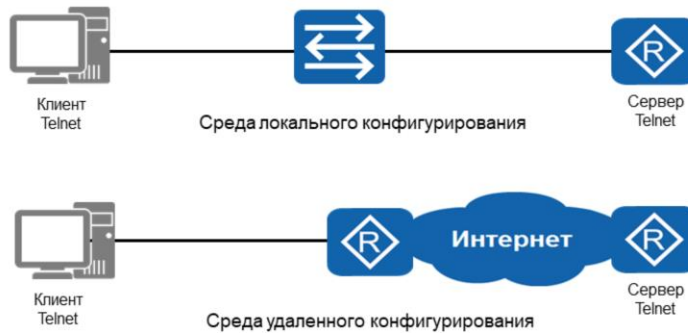 R
Клиент
Telnet
Сервер
Telnet
Среда локального конфигурирования
R
Интернет
R
Клиент
Telnet
Сервер
Telnet
Среда удаленного конфигурирования